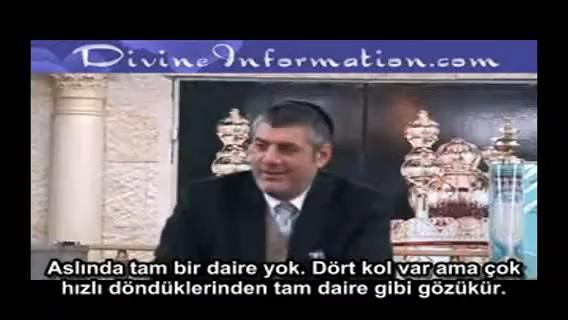 DivineInformation.com
Aslında tam bir daire yok. Dört kol var ama çok
hızlı döndüklerinden tam daire gibi gözükür.